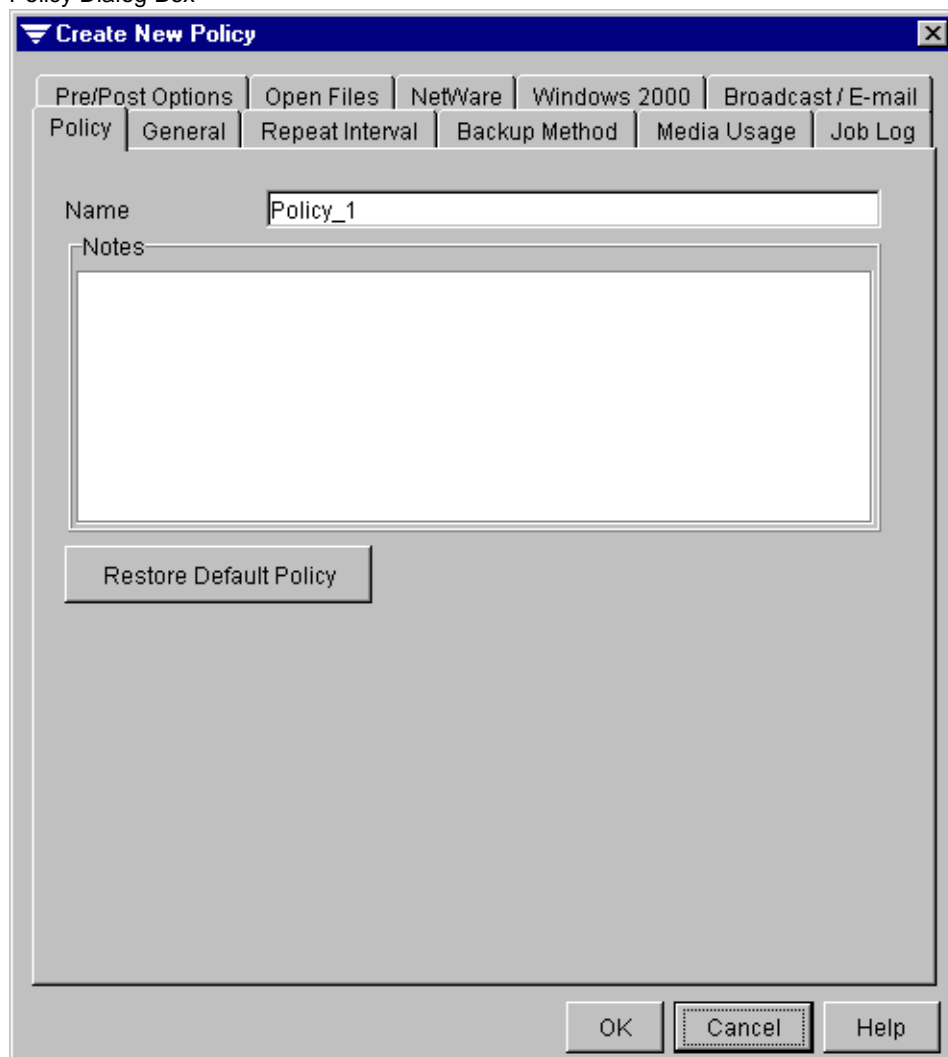 Policy Dialog Box
Create New Policy
Pre/Post Options Open Files NetWare Windows 2000 Broadcast / E-mail
Policy General Repeat Interval Backup Method Media Usage Job Log
Name Policy_1
Notes
Restore Default Policy
OK Cancel Help